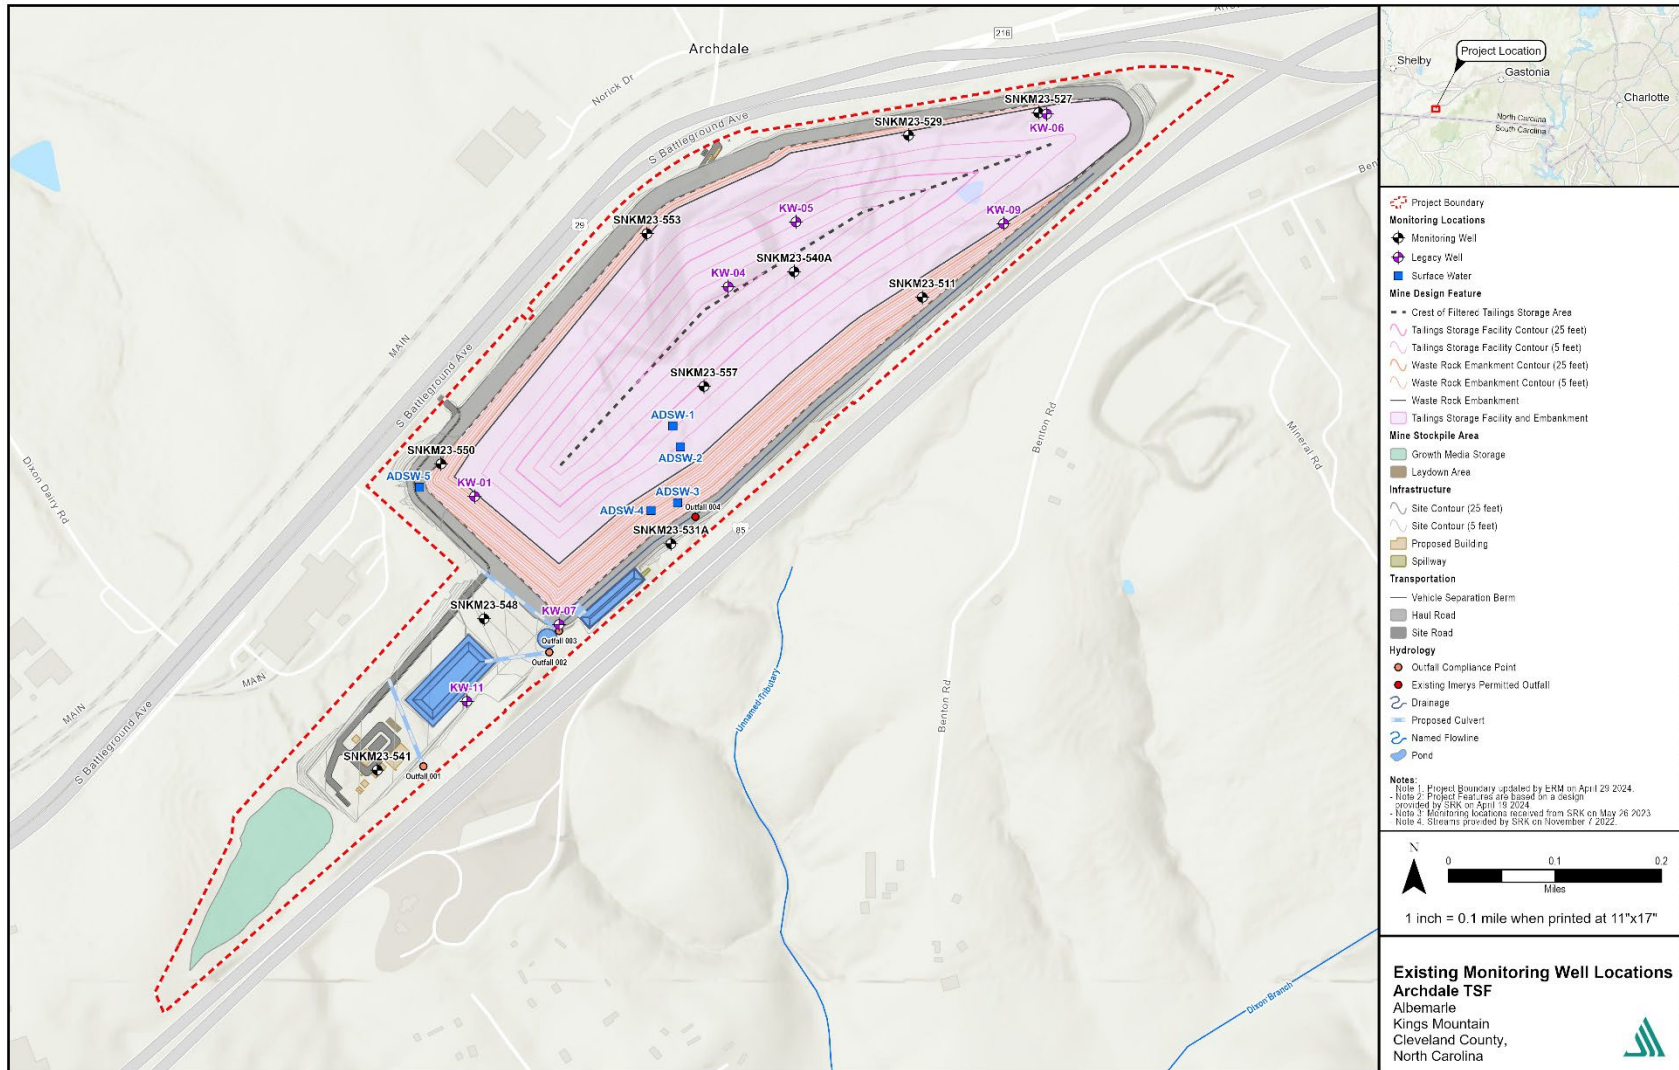 Archdale
216
Norick Dr
S Battleground Ave
29
MAIN
S Battleground Ave
Dixon Dairy Rd
MAIN
MAIN
S Battleground Ave
SNKM23-527
KW-06
SNKM23-529
SNKM23-553
KW-05
KW-09
SNKM23-540A
KW-04
SNKM23-511
SNKM23-557
ADSW-1
ADSW-2
SNKM23-550
ADSW-5
KW-01
ADSW-3
ADSW-4
Outfall 004
SNKM23-531A
85
SNKM23-548
KW-07
Outfall 003
Outfall 002
KW-11
SNKM23-541
Outfall 001
Benton Rd
Mineral Rd
Unnamed-Tributary
Benton Rd
Dixon Branch
Project Location
Shelby
Gastonia
Charlotte
North Carolina
South Carolina
Project Boundary
Monitoring Locations
Monitoring Well
Legacy Well
Surface Water
Mine Design Feature
Crest of Filtered Tailings Storage Area
Tailings Storage Facility Contour (25 feet)
Tailings Storage Facility Contour (5 feet)
Waste Rock Emankment Contour (25 feet)
Waste Rock Embankment Contour (5 feet)
Waste Rock Embankment
Tailings Storage Facility and Embankment
Mine Stockpile Area
Growth Media Storage
Laydown Area
Infrastructure
Site Contour (25 feet)
Site Contour (5 feet)
Proposed Building
Spillway
Transportation
Vehicle Separation Berm
Haul Road
Site Road
Hydrology
Outfall Compliance Point
Existing Imerys Permitted Outfall
Drainage
Proposed Culvert
Named Flowline
Pond
Notes:
Note 1: Project Boundary updated by ERM on April 29 2024.
- Note 2: Project Features are based on a design
provided by SRK on April 19 2024.
- Note 3: Monitoring locations received from SRK on May 26 2023
- Note 4: Streams provided by SRK on November 7 2022.
N
0 0.1 0.2
Miles
1 inch = 0.1 mile when printed at 11"x17"
Existing Monitoring Well Locations
Archdale TSF
Albemarle
Kings Mountain
Cleveland County,
North Carolina